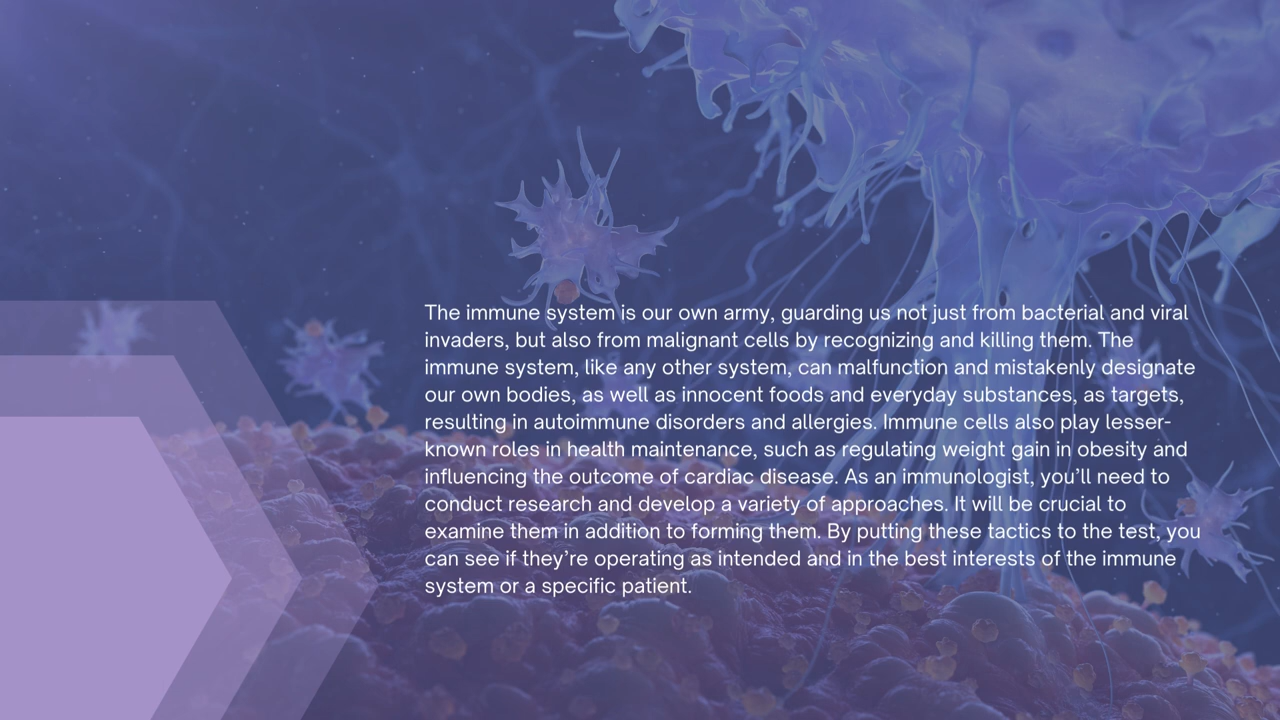 The immune system is our own army, guarding us not just from bacterial and viral
invaders, but also from malignant cells by recognizing and killing them. The
immune system, like any other system, can malfunction and mistakenly designate
our own bodies, as well as innocent foods and everyday substances, as targets,
resulting in autoimmune disorders and allergies. Immune cells also play lesser-
known roles in health maintenance, such as regulating weight gain in obesity and
influencing the outcome of cardiac disease. As an immunologist, you’ll need to
conduct research and develop a variety of approaches. It will be crucial to
examine them in addition to forming them. By putting these tactics to the test, you
can see if they’re operating as intended and in the best interests of the immune
system or a specific patient.